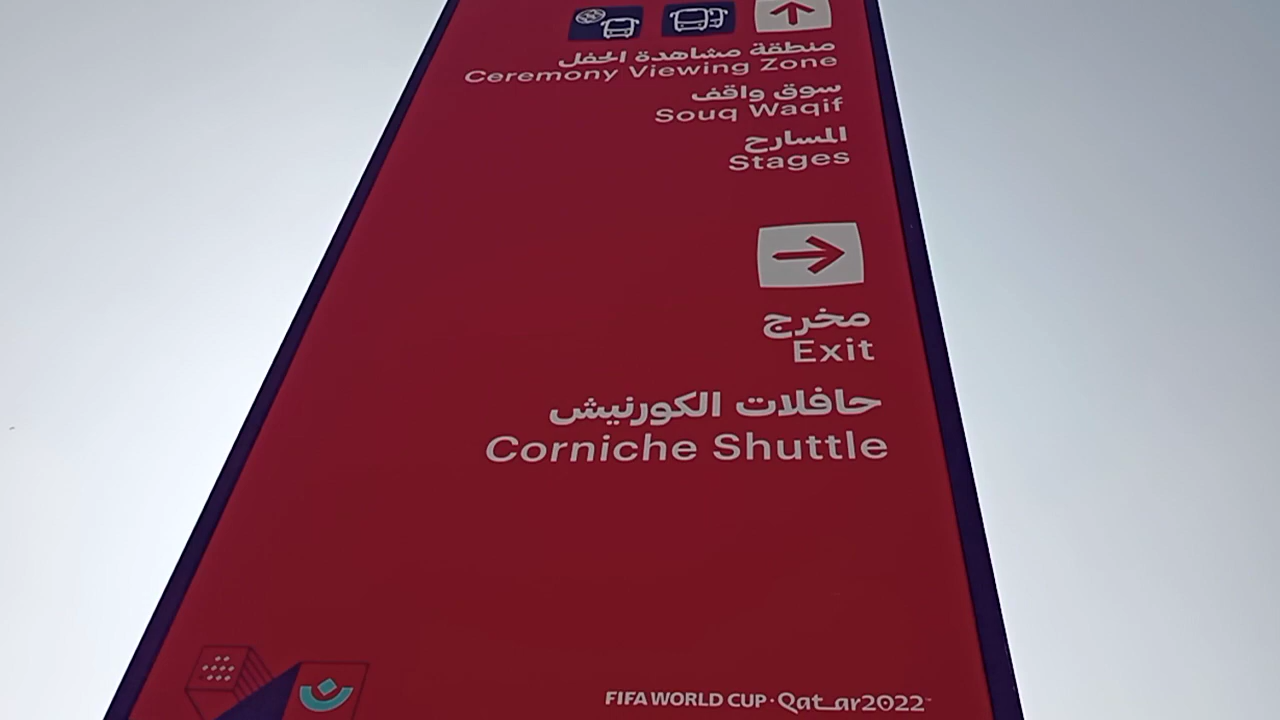 منطقة مشاهدة الحفل
Ceremony Viewing Zone
سوق واقف
Souq Waqif
المسارح
Stages
مخرج
Exit
حافلات الكورنيش
Corniche Shuttle
FIFA WORLD CUP · Qatar2022™